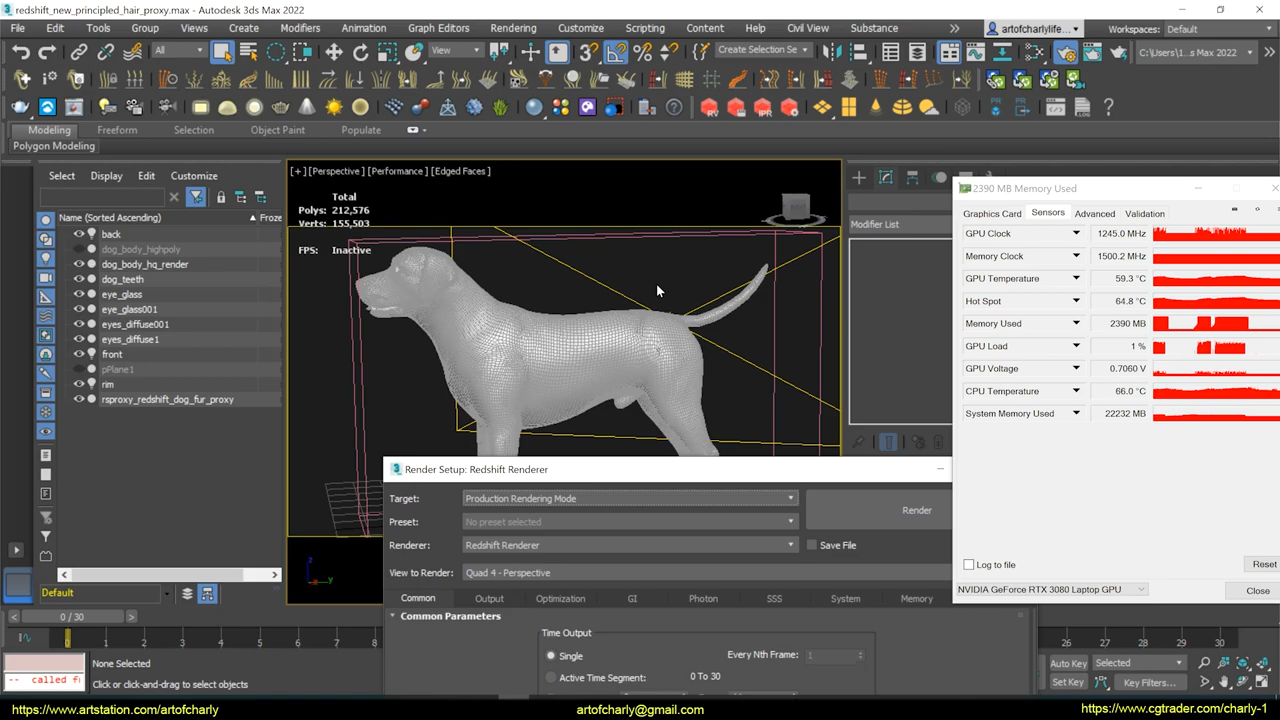 redshift_new_principled_hair_proxy.max - Autodesk 3ds Max 2022
File Edit Tools Group Views Create Modifiers Animation Graph Editors Rendering Customize Scripting Content Civil View Substance
artofcharlylife...
Workspaces: Default
All
View
Create Selection Se
C:\Users\1...s Max 2022
RV
IPR
PR
PR
LOG
Modeling Freeform Selection Object Paint Populate
Polygon Modeling
Select Display Edit Customize
Name (Sorted Ascending) Froze
back
dog_body_highpoly
dog_body_hq_render
dog_teeth
eye_glass
eye_glass001
eyes_diffuse001
eyes_diffuse1
front
pPlane1
rim
rsproxy_redshift_dog_fur_proxy
Default
[+] [Perspective] [Performance] [Edged Faces]
Total
Polys: 212,576
Verts: 155,503
FPS: Inactive
z
y
Modifier List
2390 MB Memory Used
Graphics Card Sensors Advanced Validation
GPU Clock 1245.0 MHz
Memory Clock 1500.2 MHz
GPU Temperature 59.3 °C
Hot Spot 64.8 °C
Memory Used 2390 MB
GPU Load 1 %
GPU Voltage 0.7060 V
CPU Temperature 66.0 °C
System Memory Used 22232 MB
Log to file
Reset
NVIDIA GeForce RTX 3080 Laptop GPU
Close
Render Setup: Redshift Renderer
Target: Production Rendering Mode
Preset: No preset selected
Render
Renderer: Redshift Renderer
Save File
View to Render: Quad 4 - Perspective
Common Output Optimization GI Photon SSS System Memory
Common Parameters
Time Output
Single
Every Nth Frame: 1
Active Time Segment: 0 To 30
0 / 30
0 26 27 28 29 30
None Selected
-- called f
Click or click-and-drag to select objects
Auto Key Selected
Set Key Key Filters...
https://www.artstation.com/artofcharly
artofcharly@gmail.com
https://www.cgtrader.com/charly-1